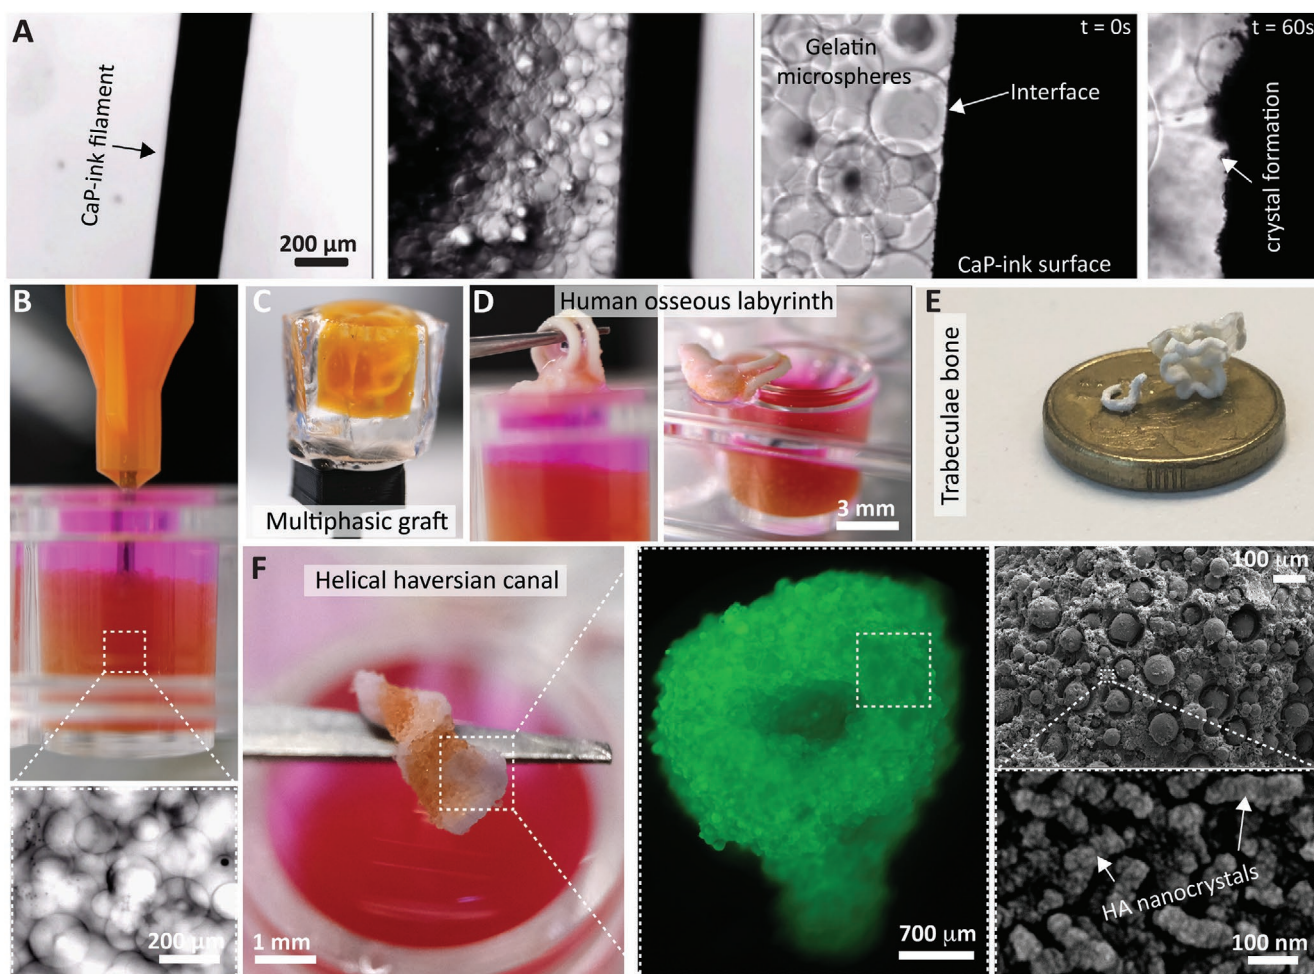 A
CaP-ink filament
200 µm
Gelatin
microspheres
t = 0s
Interface
CaP-ink surface
t = 60s
crystal formation
B
200 µm
C
Multiphasic graft
D
Human osseous labyrinth
3 mm
E
Trabeculae bone
F
Helical haversian canal
1 mm
700 µm
100 µm
HA nanocrystals
100 nm